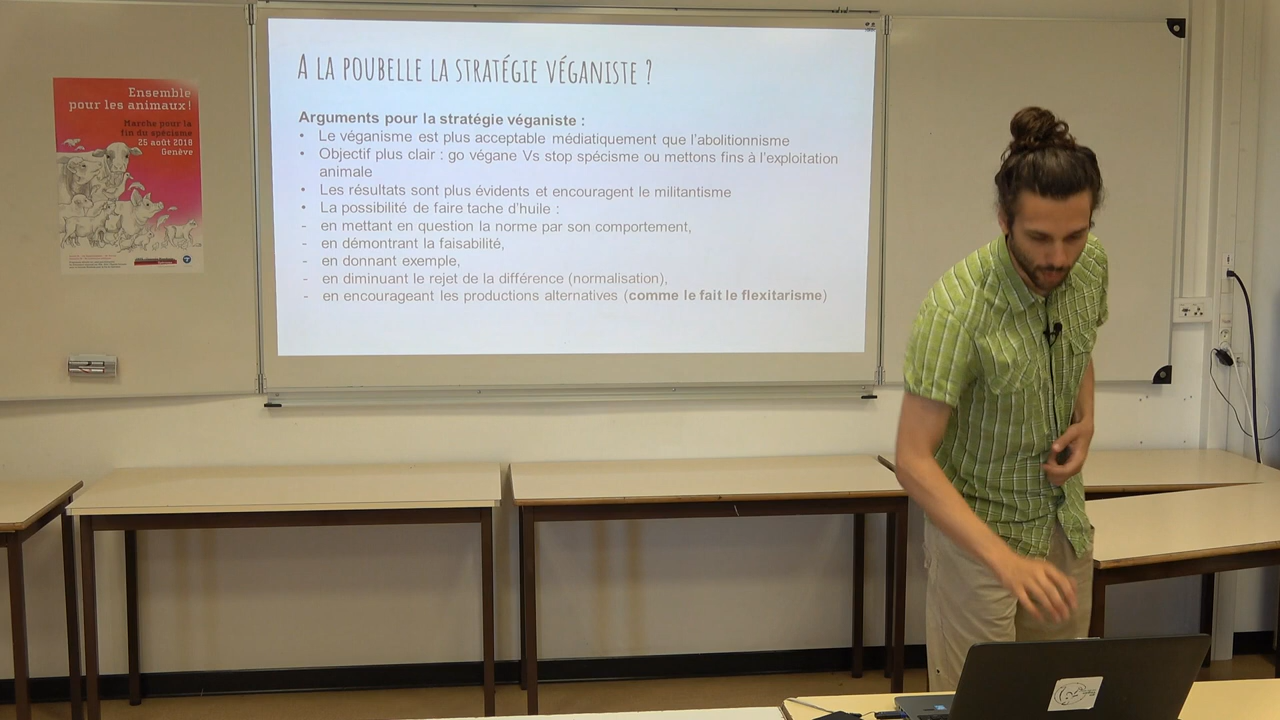 Ensemble
pour les animaux!
Marche pour la
fin du spécisme
25 août 2018
Genève
A LA POUBELLE LA STRATÉGIE VÉGANISTE ?
Arguments pour la stratégie véganiste :
• Le véganisme est plus acceptable médiatiquement que l'abolitionnisme
• Objectif plus clair : go végane Vs stop spécisme ou mettons fins à l'exploitation
animale
• Les résultats sont plus évidents et encouragent le militantisme
• La possibilité de faire tache d'huile :
- en mettant en question la norme par son comportement,
- en démontrant la faisabilité,
- en donnant exemple,
- en diminuant le rejet de la différence (normalisation),
- en encourageant les productions alternatives (comme le fait le flexitarisme)